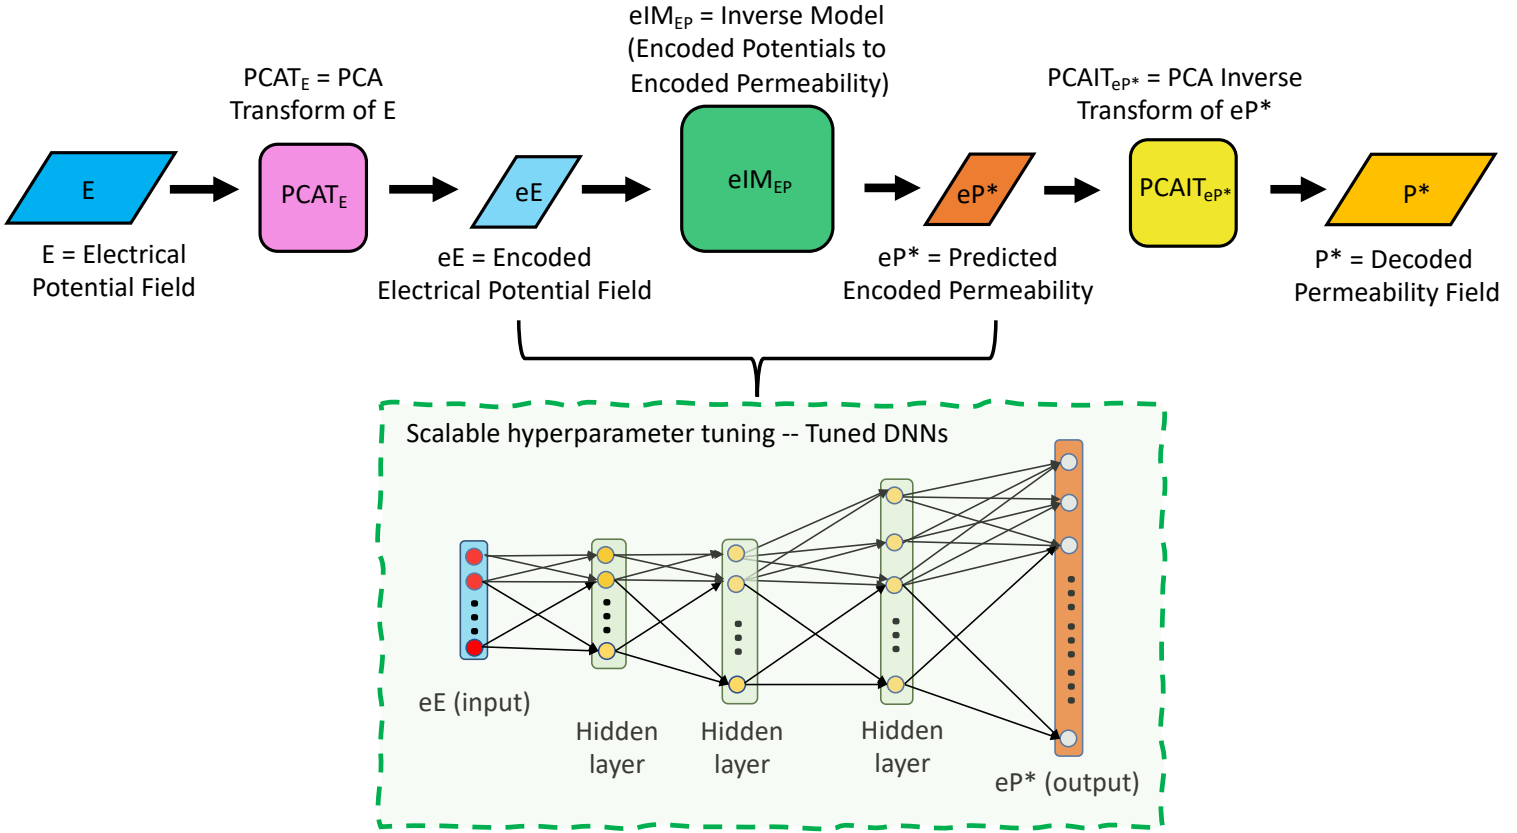 eIM_EP = Inverse Model
(Encoded Potentials to
Encoded Permeability)
PCAT_E = PCA
Transform of E
PCAIT_eP* = PCA Inverse
Transform of eP*
E
PCAT_E
eE
eIM_EP
eP*
PCAIT_eP*
P*
E = Electrical
Potential Field
eE = Encoded
Electrical Potential Field
eP* = Predicted
Encoded Permeability
P* = Decoded
Permeability Field
Scalable hyperparameter tuning -- Tuned DNNs
eE (input)
Hidden
layer
Hidden
layer
Hidden
layer
eP* (output)